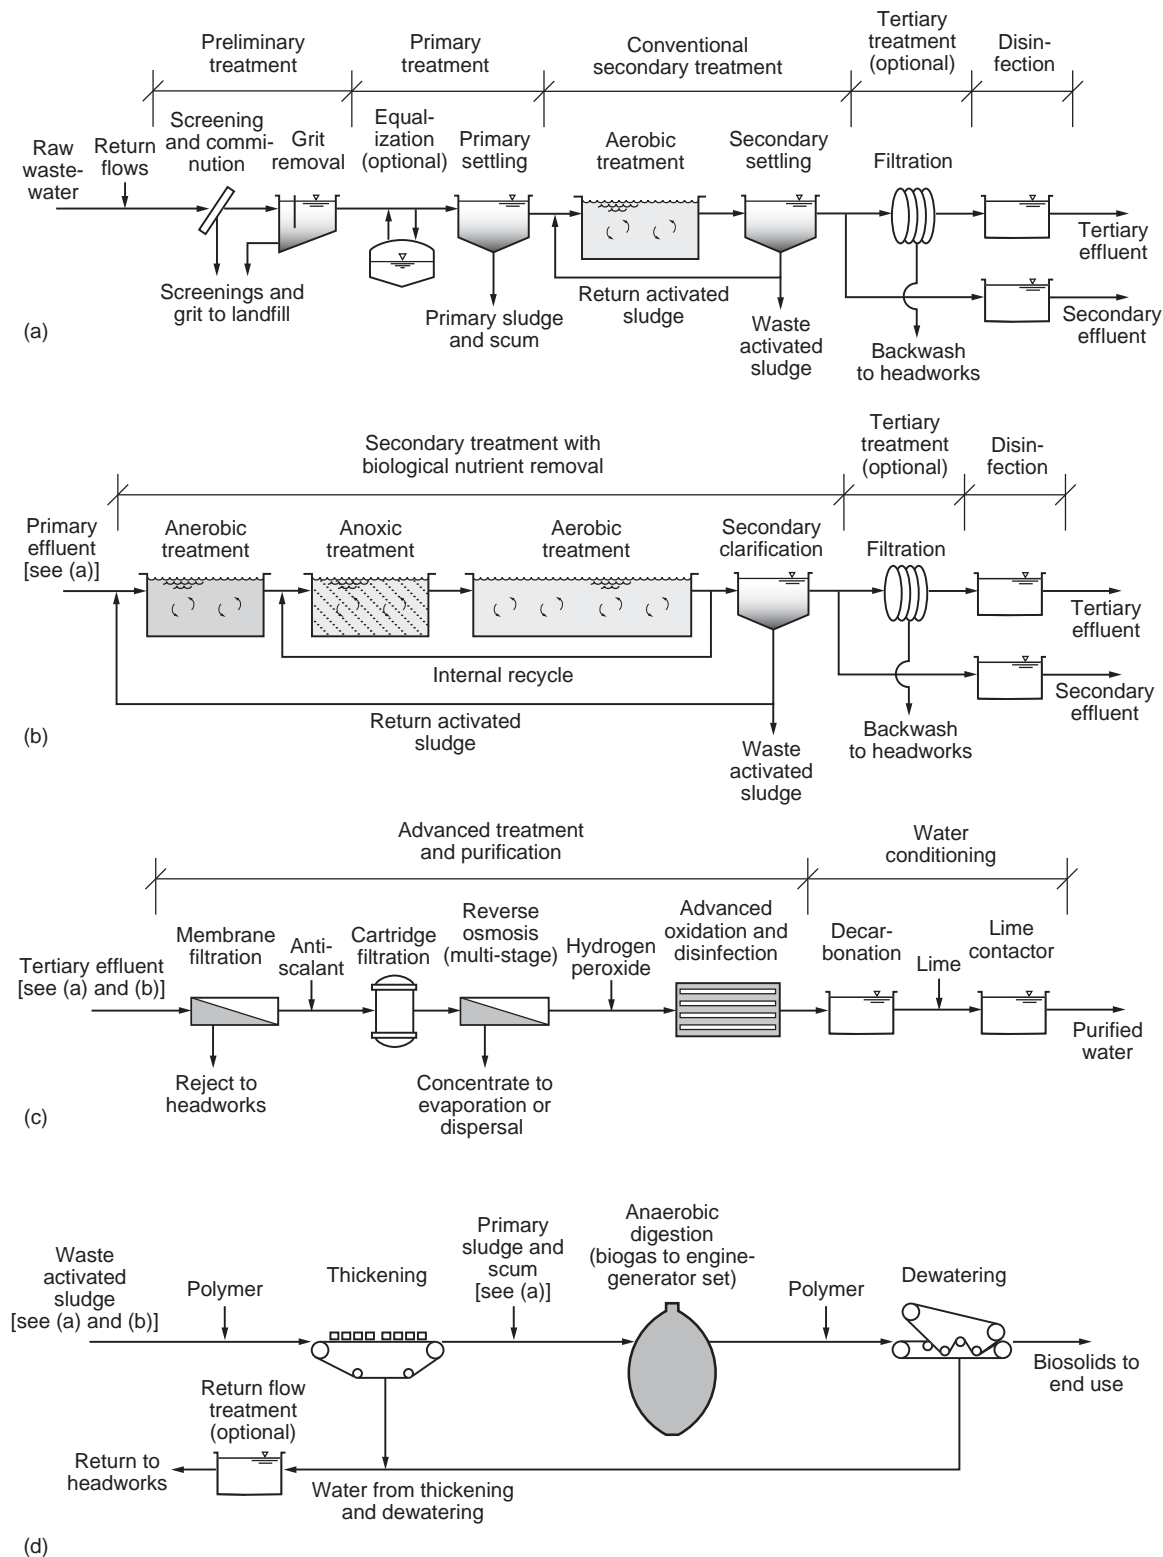 Preliminary
treatment
Primary
treatment
Conventional
secondary treatment
Tertiary
treatment
(optional)
Disin-
fection
Raw
waste-
water
Return
flows
Screening
and commi-
nution
Grit
removal
Equal-
ization
(optional)
Primary
settling
Aerobic
treatment
Secondary
settling
Filtration
Screenings and
grit to landfill
Primary sludge
and scum
Return activated
sludge
Waste
activated
sludge
Backwash
to headworks
Tertiary
effluent
Secondary
effluent
(a)
Secondary treatment with
biological nutrient removal
Tertiary
treatment
(optional)
Disin-
fection
Primary
effluent
[see (a)]
Anerobic
treatment
Anoxic
treatment
Aerobic
treatment
Secondary
clarification
Filtration
Internal recycle
Return activated
sludge
Waste
activated
sludge
Backwash
to headworks
Tertiary
effluent
Secondary
effluent
(b)
Advanced treatment
and purification
Water
conditioning
Tertiary effluent
[see (a) and (b)]
Membrane
filtration
Anti-
scalant
Cartridge
filtration
Reverse
osmosis
(multi-stage)
Hydrogen
peroxide
Advanced
oxidation and
disinfection
Decar-
bonation
Lime
Lime
contactor
Reject to
headworks
Concentrate to
evaporation or
dispersal
Purified
water
(c)
Waste
activated
sludge
[see (a) and (b)]
Polymer
Thickening
Primary
sludge and
scum
[see (a)]
Anaerobic
digestion
(biogas to engine-
generator set)
Polymer
Dewatering
Biosolids to
end use
Return flow
treatment
(optional)
Return to
headworks
Water from thickening
and dewatering
(d)